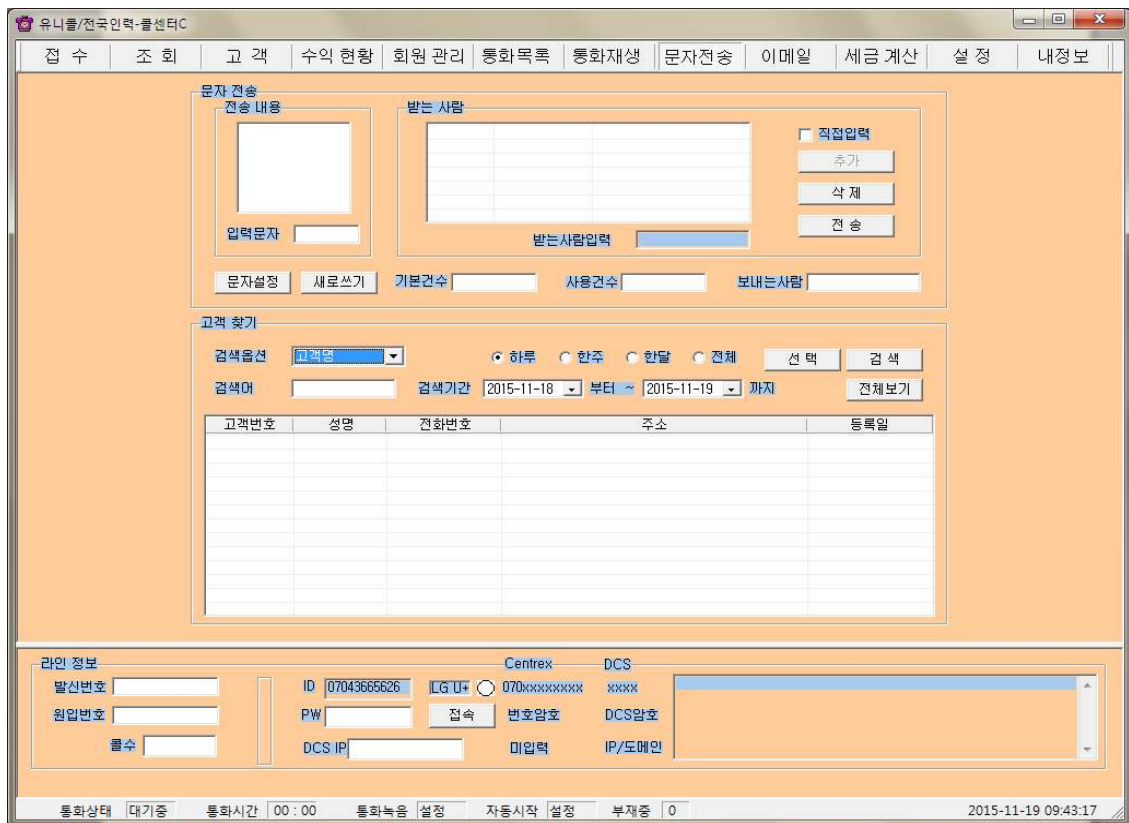 유니콜/전국인력-콜센터C
접 수 조 회 고 객 수익 현황 회원 관리 통화목록 통화재생 문자전송 이메일 세금 계산 설 정 내정보
문자 전송
전송 내용 받는 사람
직접입력
추가
삭 제
전 송
입력문자 받는사람입력
문자설정 새로쓰기 기본건수 사용건수 보내는사람
고객 찾기
검색옵션 고객명 하루 한주 한달 전체 선 택 검 색
검색어 검색기간 2015-11-18 부터 ~ 2015-11-19 까지 전체보기
고객번호 성명 전화번호 주소 등록일
라인 정보 Centrex DCS
발신번호 ID 07043665626 LG U+ 070xxxxxxxx xxxx
원입번호 PW 접속 번호암호 DCS암호
콜수 DCS IP 미입력 IP/도메인
통화상태 대기중 통화시간 00 : 00 통화녹음 설정 자동시작 설정 부재중 0 2015-11-19 09:43:17